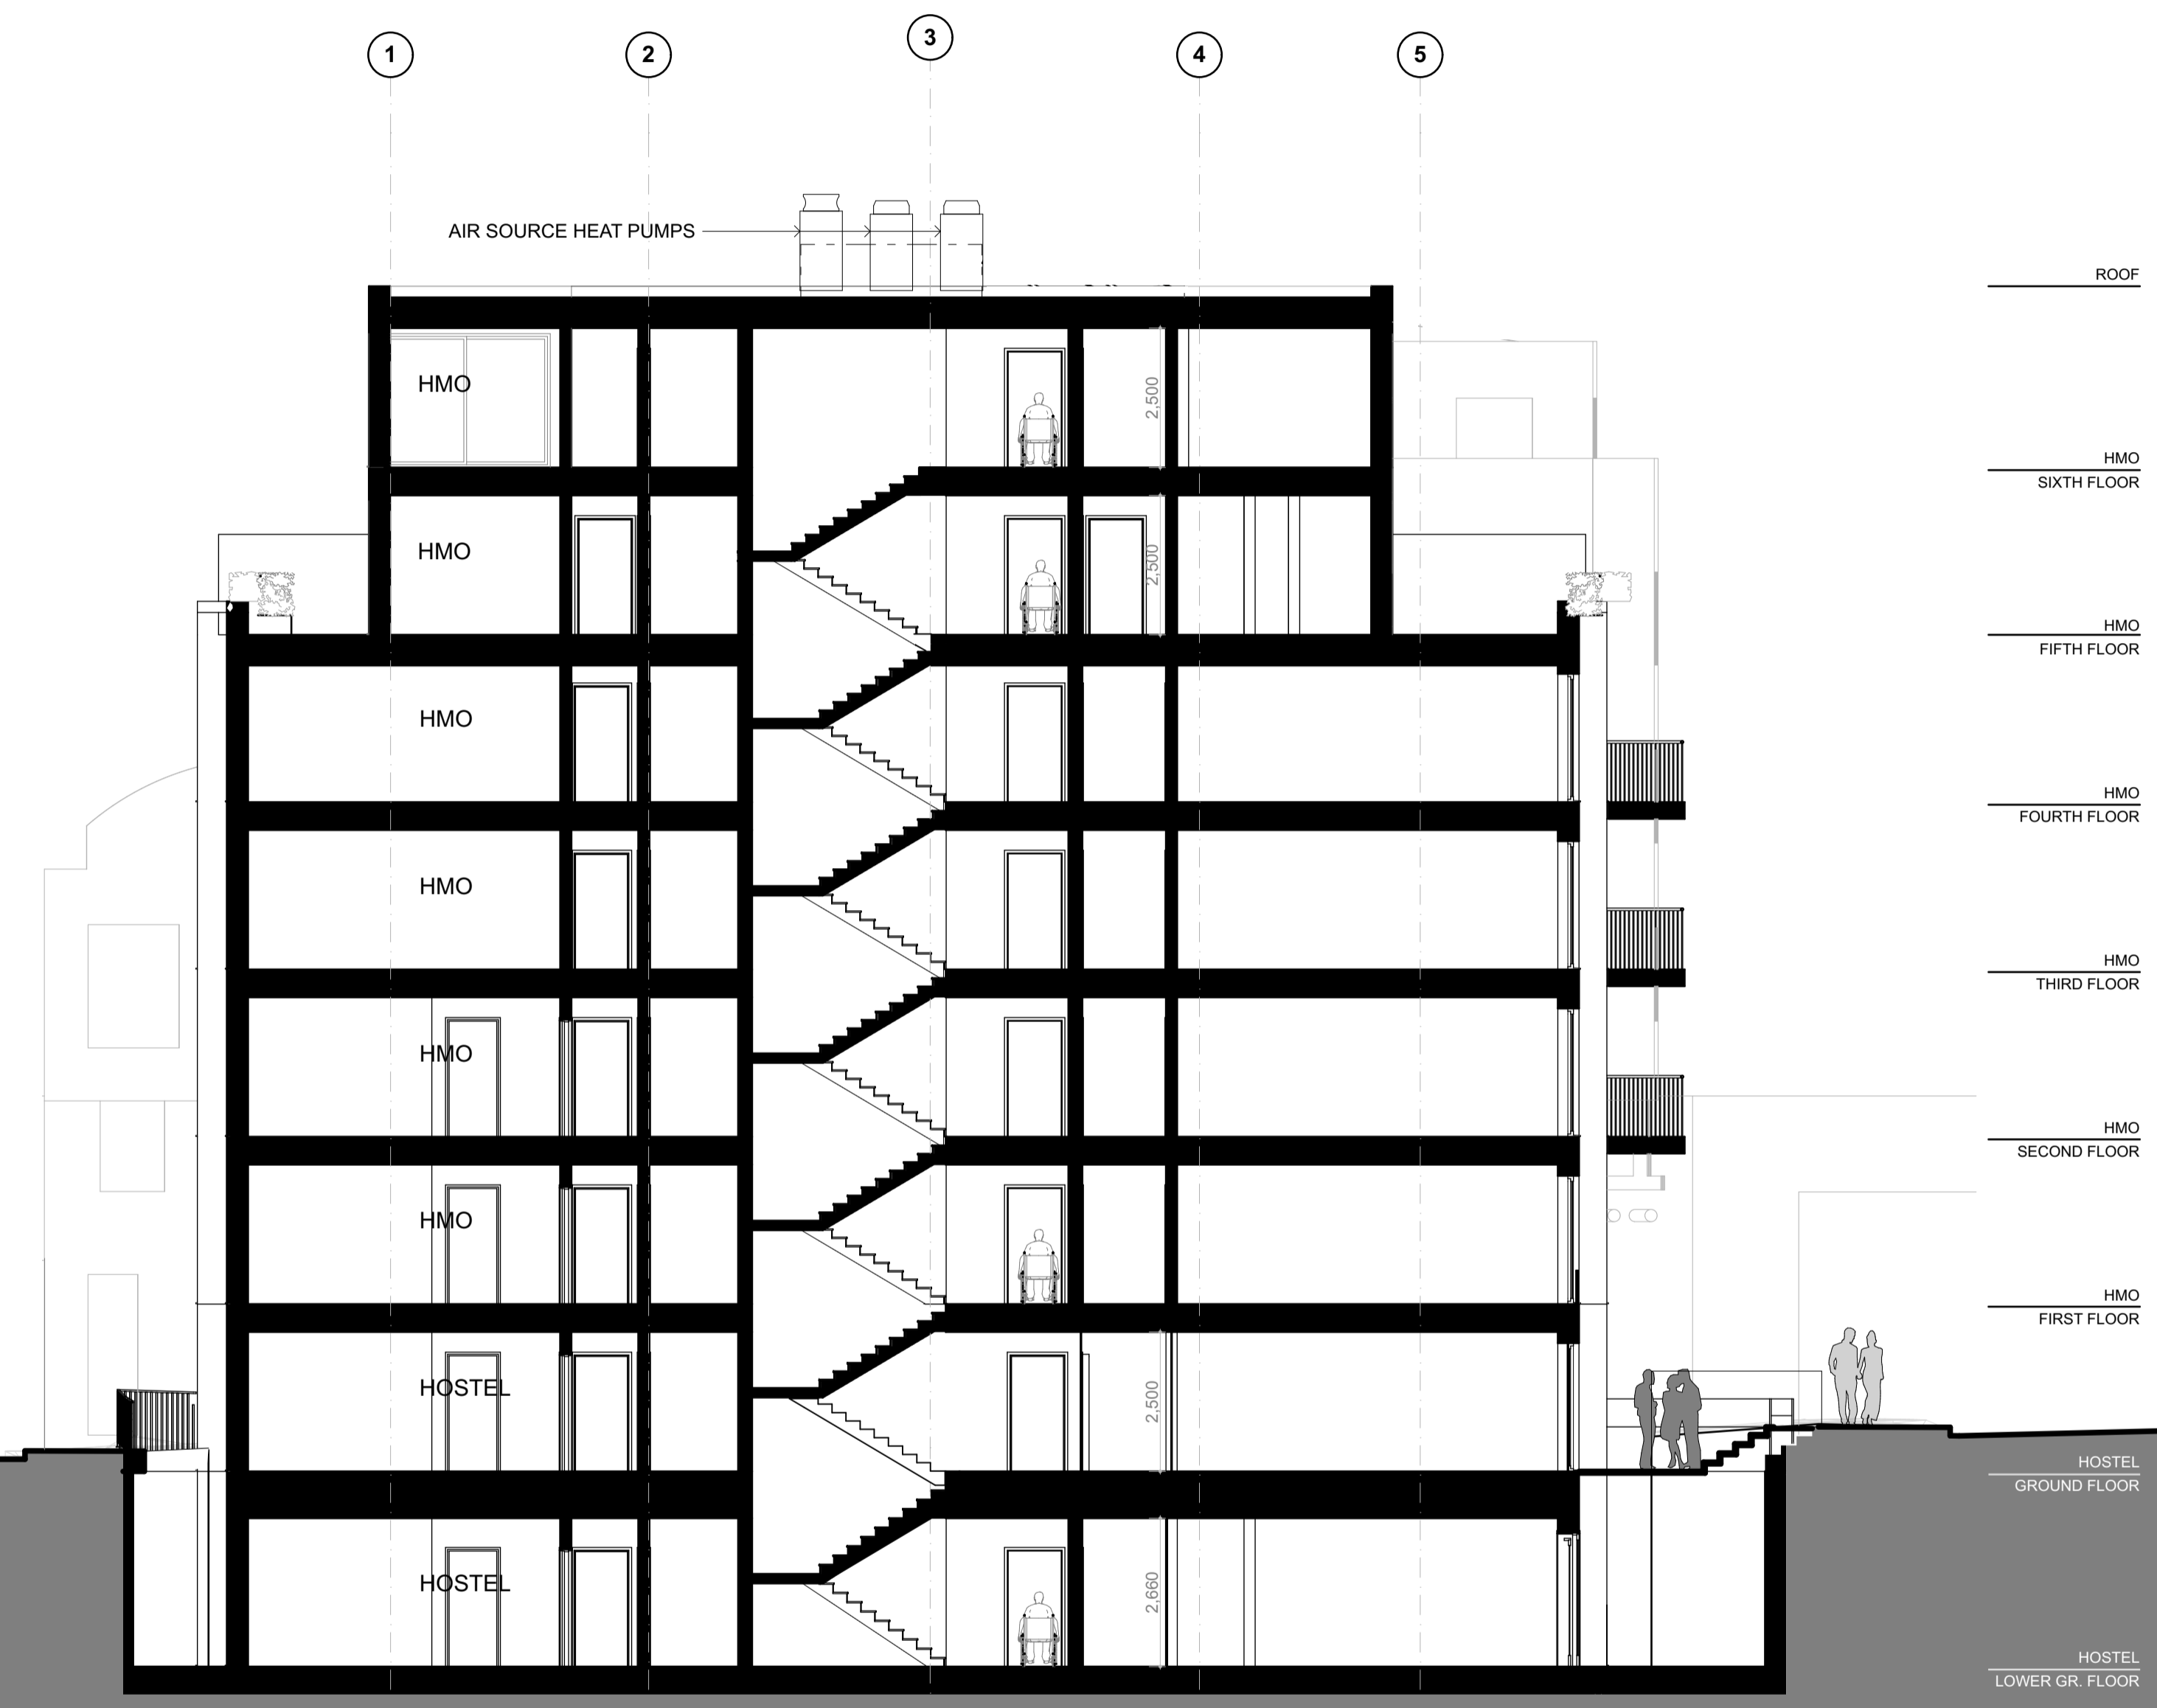 1
2
3
4
5
AIR SOURCE HEAT PUMPS
ROOF
HMO
2,500
HMO
SIXTH FLOOR
HMO
2,500
HMO
FIFTH FLOOR
HMO
HMO
FOURTH FLOOR
HMO
HMO
THIRD FLOOR
HMO
HMO
SECOND FLOOR
HMO
HMO
FIRST FLOOR
HOSTEL
2,500
HOSTEL
GROUND FLOOR
HOSTEL
2,660
HOSTEL
LOWER GR. FLOOR